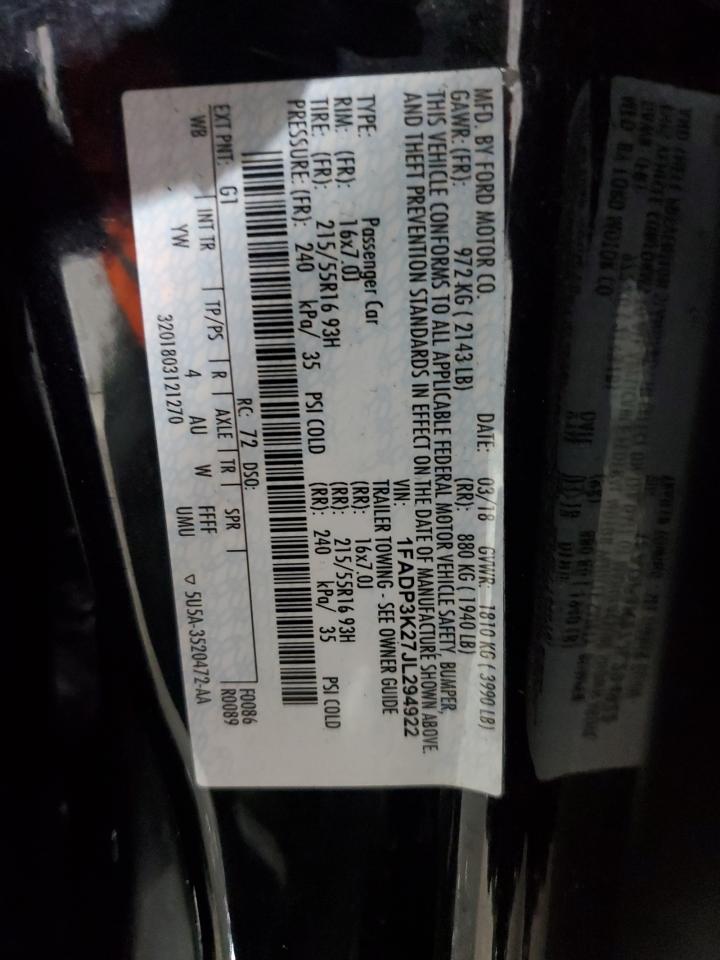 MFD. BY FORD MOTOR CO. DATE: 03/18 GVWR: 1810 KG ( 3990 LB)
GAWR: (FR): 972 KG ( 2143 LB) (RR): 880 KG ( 1940 LB)
THIS VEHICLE CONFORMS TO ALL APPLICABLE FEDERAL MOTOR VEHICLE SAFETY, BUMPER,
AND THEFT PREVENTION STANDARDS IN EFFECT ON THE DATE OF MANUFACTURE SHOWN ABOVE.
VIN: 1FADP3K27JL294922
TYPE: Passenger Car TRAILER TOWING - SEE OWNER GUIDE
RIM: (FR): 16x7.0J (RR): 16x7.0J
TIRE: (FR): 215/55R16 93H (RR): 215/55R16 93H
PRESSURE: (FR): 240 kPa/ 35 PSI COLD (RR): 240 kPa/ 35 PSI COLD
F0086
RC: 72 DSO: R0089
EXT PNT: G1 INT TR TP/PS R AXLE TR SPR
WB YW 4 AU W FFFF
UMU
3201803121270 ▽ 5U5A-3520472-AA